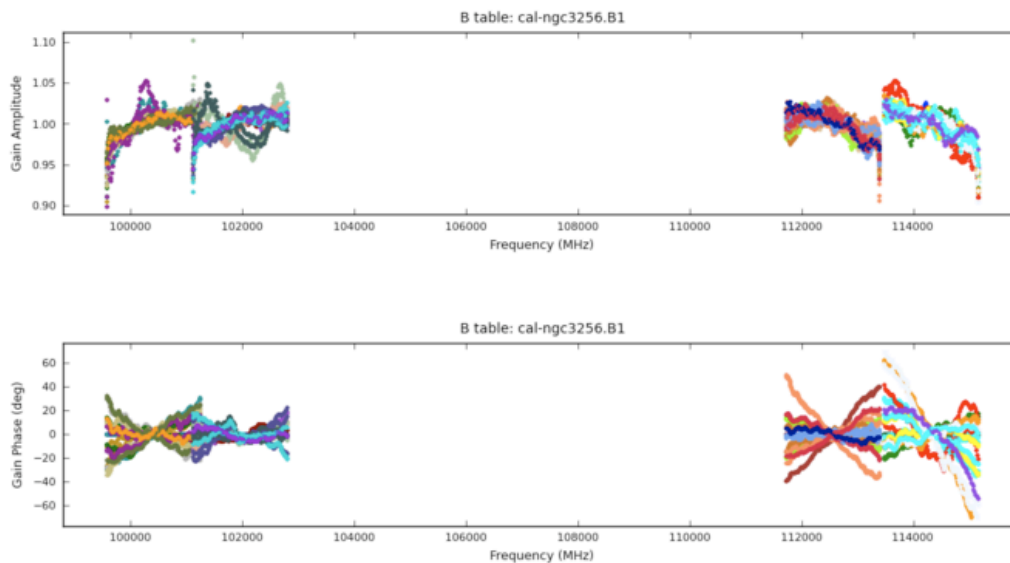 B table: cal-ngc3256.B1
Gain Amplitude
1.10
1.05
1.00
0.95
0.90
100000 102000 104000 106000 108000 110000 112000 114000
Frequency (MHz)
B table: cal-ngc3256.B1
Gain Phase (deg)
60
40
20
0
−20
−40
−60
100000 102000 104000 106000 108000 110000 112000 114000
Frequency (MHz)